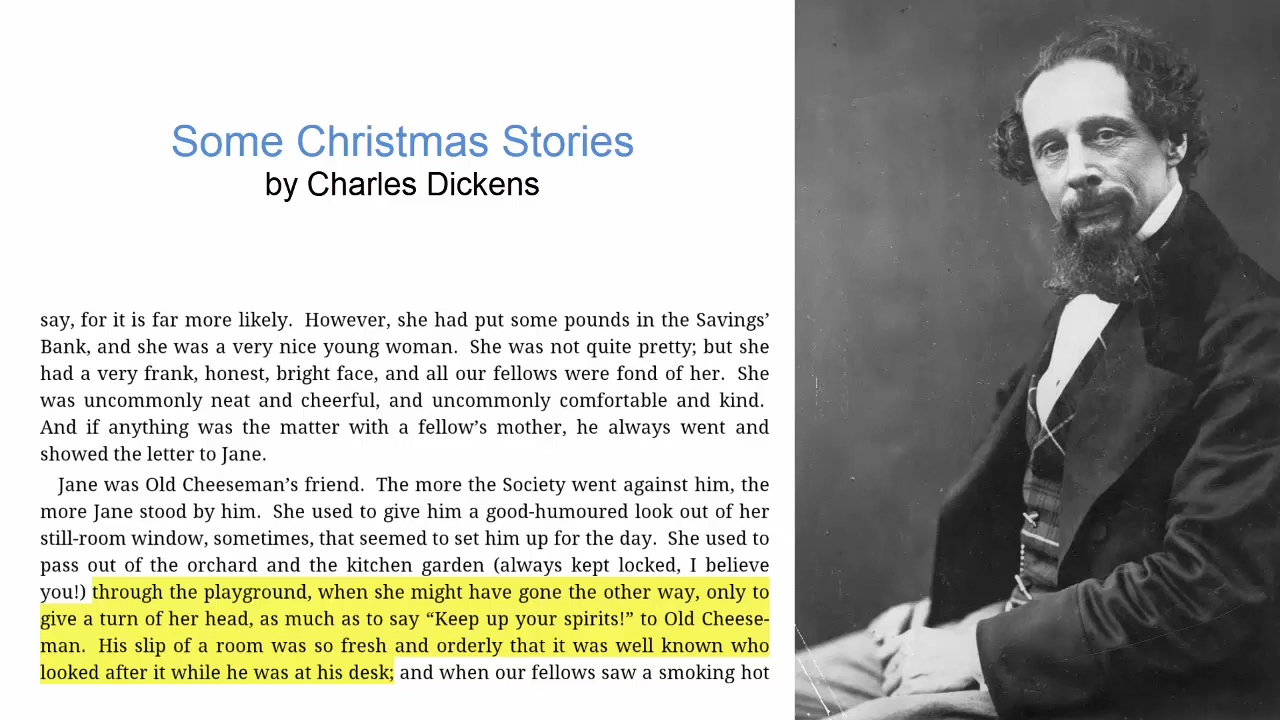 Some Christmas Stories
by Charles Dickens
say, for it is far more likely.  However, she had put some pounds in the Savings’
Bank, and she was a very nice young woman.  She was not quite pretty; but she
had a very frank, honest, bright face, and all our fellows were fond of her.  She
was uncommonly neat and cheerful, and uncommonly comfortable and kind.
And if anything was the matter with a fellow’s mother, he always went and
showed the letter to Jane.
Jane was Old Cheeseman’s friend.  The more the Society went against him, the
more Jane stood by him.  She used to give him a good-humoured look out of her
still-room window, sometimes, that seemed to set him up for the day.  She used to
pass out of the orchard and the kitchen garden (always kept locked, I believe
you!) through the playground, when she might have gone the other way, only to
give a turn of her head, as much as to say “Keep up your spirits!” to Old Cheese-
man.  His slip of a room was so fresh and orderly that it was well known who
looked after it while he was at his desk; and when our fellows saw a smoking hot